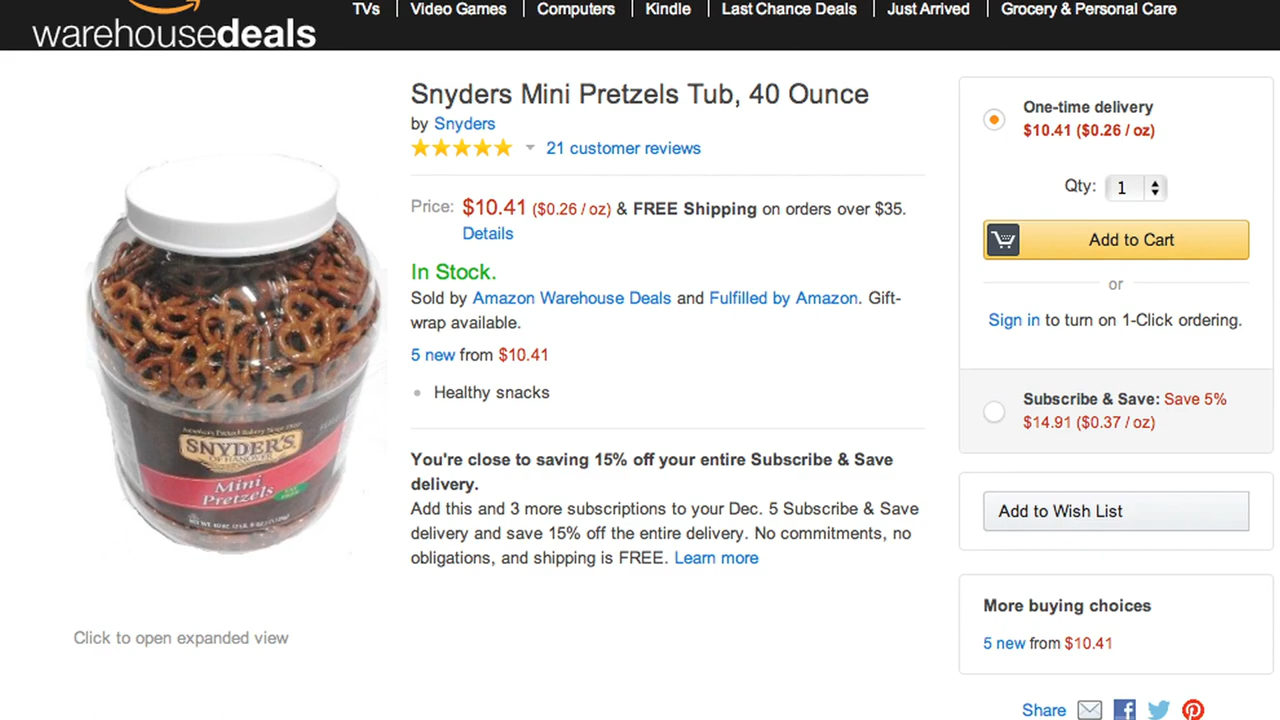 TVs | Video Games | Computers | Kindle | Last Chance Deals | Just Arrived | Grocery & Personal Care
warehousedeals
Snyders Mini Pretzels Tub, 40 Ounce
by Snyders
21 customer reviews
Price: $10.41 ($0.26 / oz) & FREE Shipping on orders over $35.
Details
In Stock.
Sold by Amazon Warehouse Deals and Fulfilled by Amazon. Gift-
wrap available.
5 new from $10.41
Healthy snacks
You're close to saving 15% off your entire Subscribe & Save
delivery.
Add this and 3 more subscriptions to your Dec. 5 Subscribe & Save
delivery and save 15% off the entire delivery. No commitments, no
obligations, and shipping is FREE. Learn more
SNYDER'S
OF HANOVER
Mini
Pretzels
Click to open expanded view
One-time delivery
$10.41 ($0.26 / oz)
Qty: 1
Add to Cart
or
Sign in to turn on 1-Click ordering.
Subscribe & Save: Save 5%
$14.91 ($0.37 / oz)
Add to Wish List
More buying choices
5 new from $10.41
Share